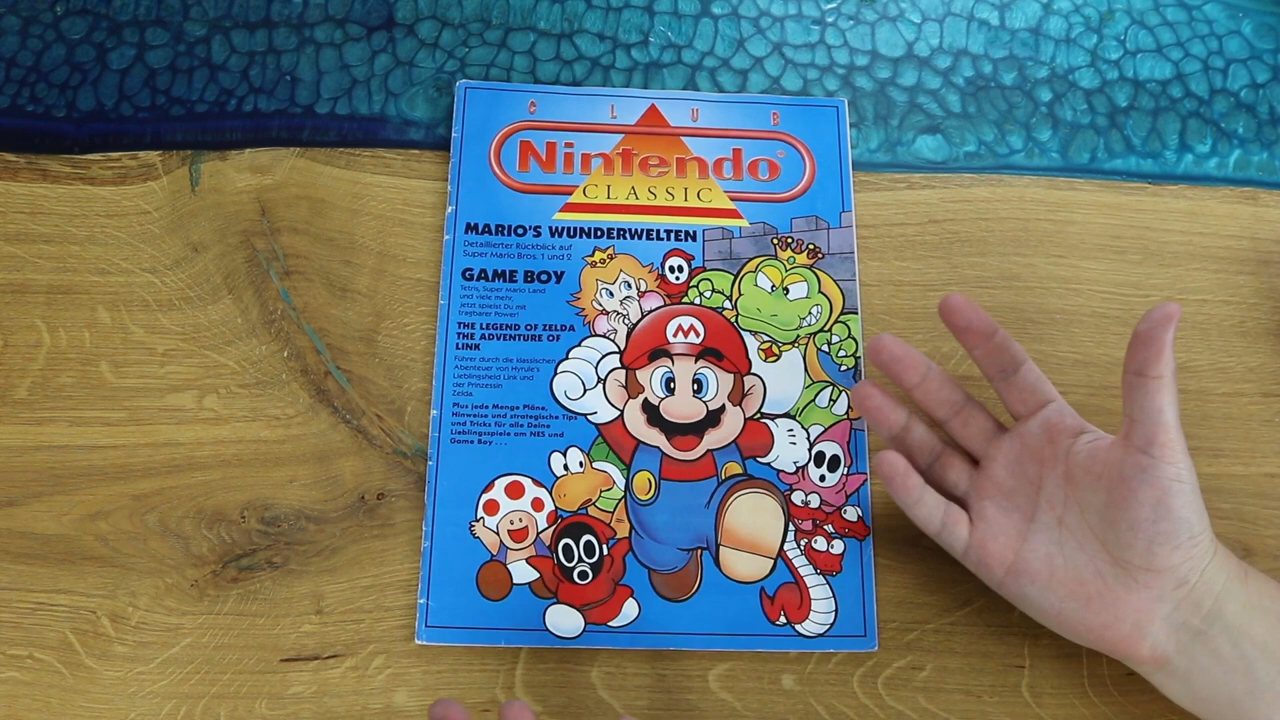 CLUB
Nintendo®
CLASSIC
MARIO'S WUNDERWELTEN
Detaillierter Rückblick auf
Super Mario Bros. 1 und 2
GAME BOY
Tetris, Super Mario Land
und viele mehr,
jetzt spielst Du mit
tragbarer Power!
THE LEGEND OF ZELDA
THE ADVENTURE OF
LINK
Führer durch die klassischen
Abenteuer von Hyrule's
Lieblingsheld Link und
der Prinzessin
Zelda.
Plus jede Menge Pläne,
Hinweise und strategische Tips
und Tricks für alle Deine
Lieblingsspiele am NES und
Game Boy . . .
M